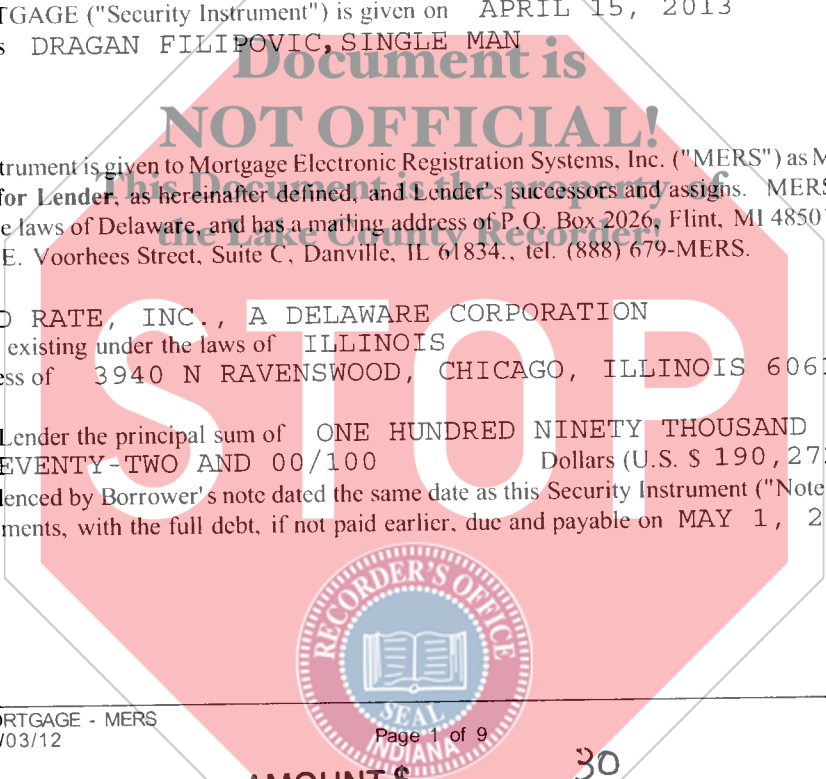 TGAGE ("Security Instrument") is given on APRIL 15, 2013
s DRAGAN FILIPOVIC, SINGLE MAN
Document is
NOT OFFICIAL!
trument is given to Mortgage Electronic Registration Systems, Inc. ("MERS") as M
This Document is the property of
for Lender, as hereinafter defined, and Lender's successors and assigns. MERS
e laws of Delaware, and has a mailing address of P.O. Box 2026, Flint, MI 48501
the Lake County Recorder!
E. Voorhees Street, Suite C, Danville, IL 61834., tel. (888) 679-MERS.
STOP
D RATE, INC., A DELAWARE CORPORATION
existing under the laws of ILLINOIS
ess of 3940 N RAVENSWOOD, CHICAGO, ILLINOIS 6061
Lender the principal sum of ONE HUNDRED NINETY THOUSAND
EVENTY-TWO AND 00/100 Dollars (U.S. $ 190,272
lenced by Borrower's note dated the same date as this Security Instrument ("Note
ments, with the full debt, if not paid earlier, due and payable on MAY 1, 2
RECORDER'S OFFICE
SEAL
INDIANA
ORTGAGE - MERS
/03/12
Page 1 of 9
AMOUNT $ 30